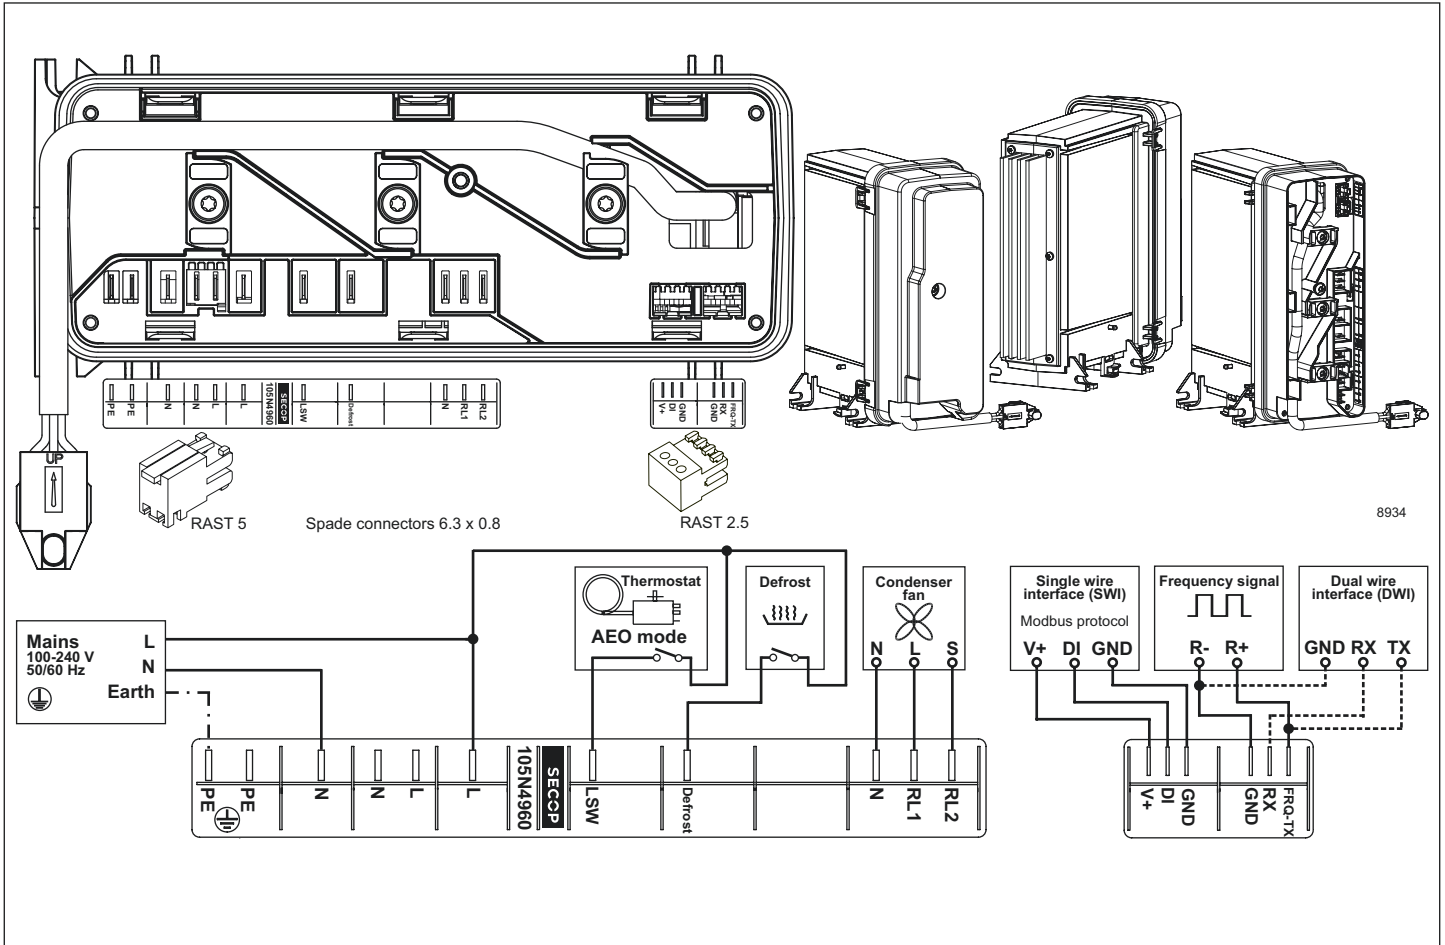 PE
PE
N
N
L
L
105N4960
SECOP
LSW
Defrost
N
RL1
RL2
V+
DI
GND
GND
RX
FRQ-TX
UP
RAST 5
Spade connectors 6.3 x 0.8
RAST 2.5
8934
Mains
100-240 V
50/60 Hz
L
N
Earth
Thermostat
AEO mode
Defrost
Condenser
fan
N L S
Single wire
interface (SWI)
Modbus protocol
V+ DI GND
Frequency signal
R- R+
Dual wire
interface (DWI)
GND RX TX
PE
PE
N
N
L
L
105N4960
SECOP
LSW
Defrost
N
RL1
RL2
V+
DI
GND
GND
RX
FRQ-TX